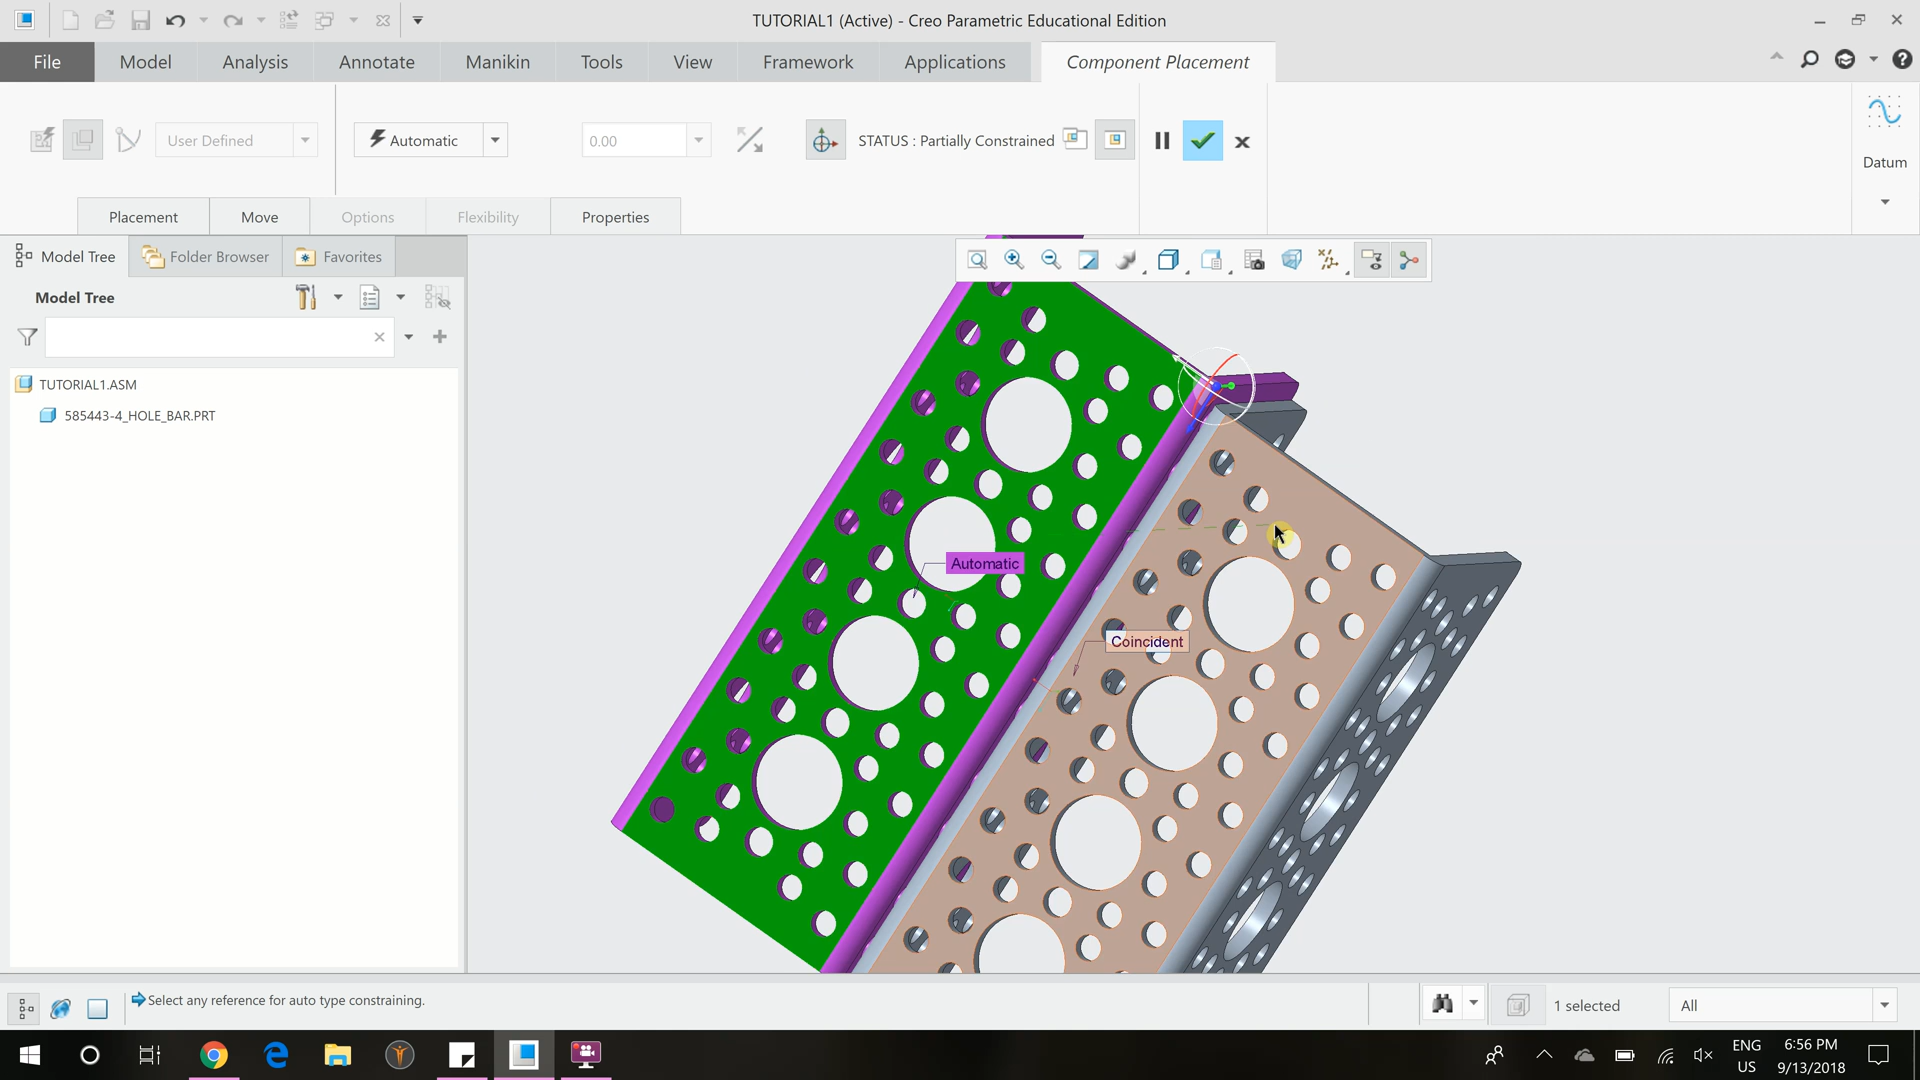 TUTORIAL1 (Active) - Creo Parametric Educational Edition
File
Model
Analysis
Annotate
Manikin
Tools
View
Framework
Applications
Component Placement
User Defined
Automatic
0.00
STATUS : Partially Constrained
Datum
Placement
Move
Options
Flexibility
Properties
Model Tree
Folder Browser
Favorites
Model Tree
TUTORIAL1.ASM
585443-4_HOLE_BAR.PRT
Automatic
Coincident
Select any reference for auto type constraining.
1 selected
All
ENG
US
6:56 PM
9/13/2018